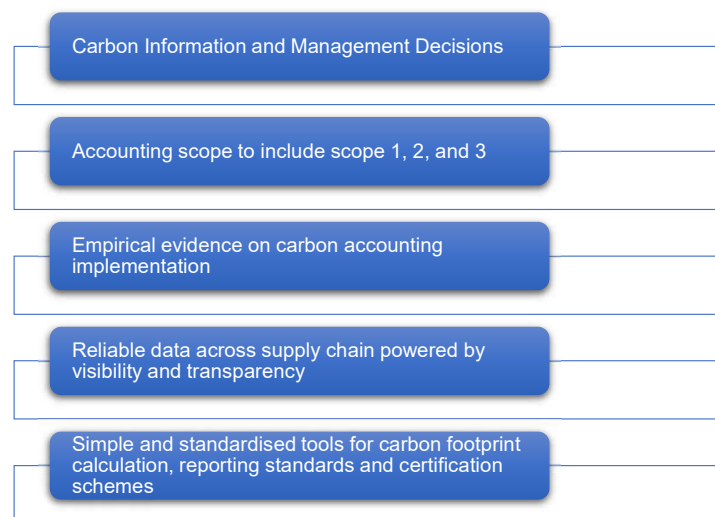 Carbon Information and Management Decisions
Accounting scope to include scope 1, 2, and 3
Empirical evidence on carbon accounting
implementation
Reliable data across supply chain powered by
visibility and transparency
Simple and standardised tools for carbon footprint
calculation, reporting standards and certification
schemes